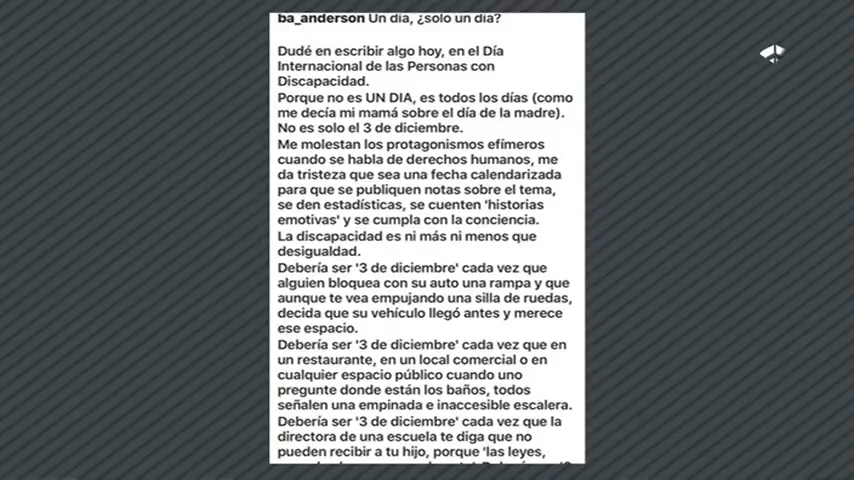 ba_anderson Un día, ¿solo un día?
Dudé en escribir algo hoy, en el Día
Internacional de las Personas con
Discapacidad.
Porque no es UN DIA, es todos los días (como
me decía mi mamá sobre el día de la madre).
No es solo el 3 de diciembre.
Me molestan los protagonismos efímeros
cuando se habla de derechos humanos, me
da tristeza que sea una fecha calendarizada
para que se publiquen notas sobre el tema,
se den estadísticas, se cuenten 'historias
emotivas' y se cumpla con la conciencia.
La discapacidad es ni más ni menos que
desigualdad.
Debería ser '3 de diciembre' cada vez que
alguien bloquea con su auto una rampa y que
aunque te vea empujando una silla de ruedas,
decida que su vehículo llegó antes y merece
ese espacio.
Debería ser '3 de diciembre' cada vez que en
un restaurante, en un local comercial o en
cualquier espacio público cuando uno
pregunte donde están los baños, todos
señalen una empinada e inaccesible escalera.
Debería ser '3 de diciembre' cada vez que la
directora de una escuela te diga que no
pueden recibir a tu hijo, porque 'las leyes,